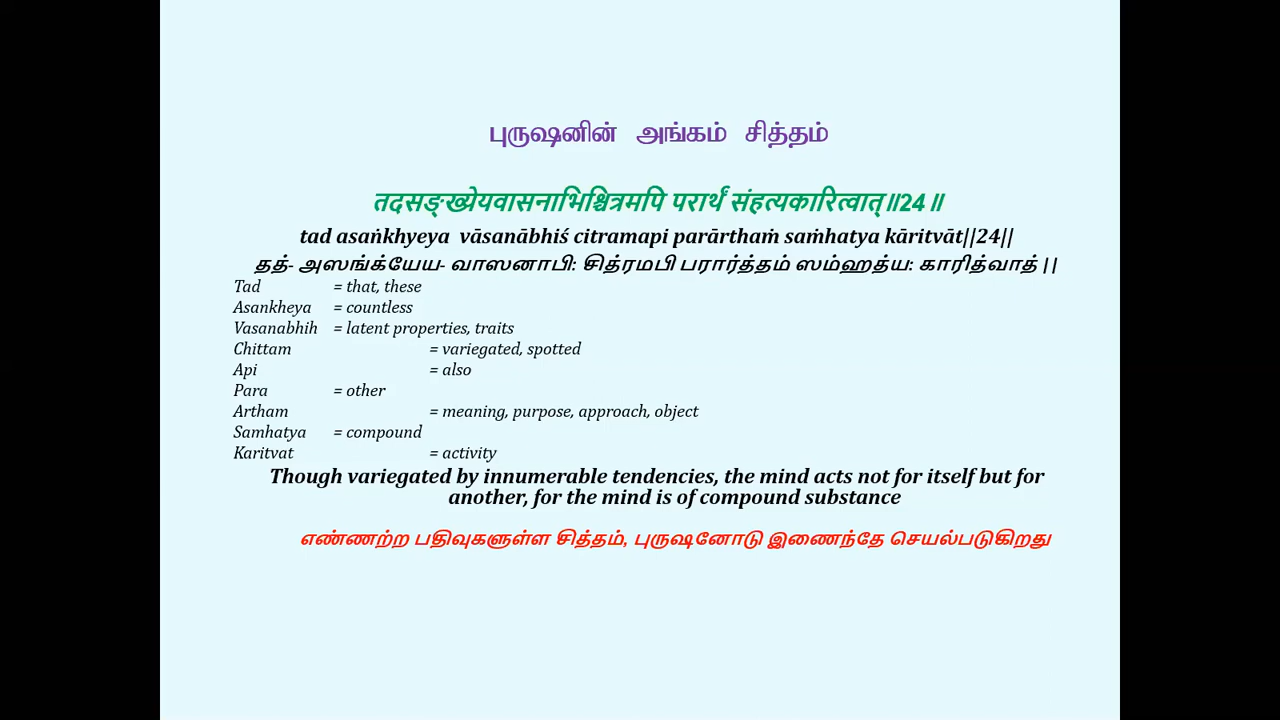 புருஷனின் அங்கம் சித்தம்
तदसङ्ख्येयवासनाभिश्चित्रमपि परार्थं संहत्यकारित्वात्॥24॥
tad asaṅkhyeya vāsanābhiś citramapi parārthaṁ saṁhatya kāritvāt||24||
தத்- அஸங்க்யேய- வாஸனாபி: சித்ரமபி பரார்த்தம் ஸம்ஹத்ய: காரித்வாத் ||
Tad = that, these
Asankheya = countless
Vasanabhih = latent properties, traits
Chittam = variegated, spotted
Api = also
Para = other
Artham = meaning, purpose, approach, object
Samhatya = compound
Karitvat = activity
Though variegated by innumerable tendencies, the mind acts not for itself but for
another, for the mind is of compound substance
எண்ணற்ற பதிவுகளுள்ள சித்தம், புருஷனோடு இணைந்தே செயல்படுகிறது